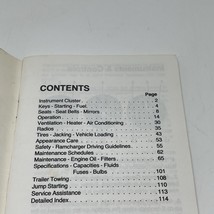 CONTENTS
Page
Instrument Cluster 2
Keys - Starting - Fuel 4
Seats - Seat Belts - Mirrors 8
Operation 14
Ventilation - Heater - Air Conditioning 30
Radios 35
Tires - Jacking - Vehicle Loading 43
Appearance Care 53
Safety - Ramcharger Driving Guidelines 55
Maintenance Schedules 62
Maintenance - Engine Oil - Filters 65
Specifications - Capacities - Fluids
Fuses - Bulbs 101
Trailer Towing 108
Jump Starting 110
Service Assistance 113
Detailed Index 114